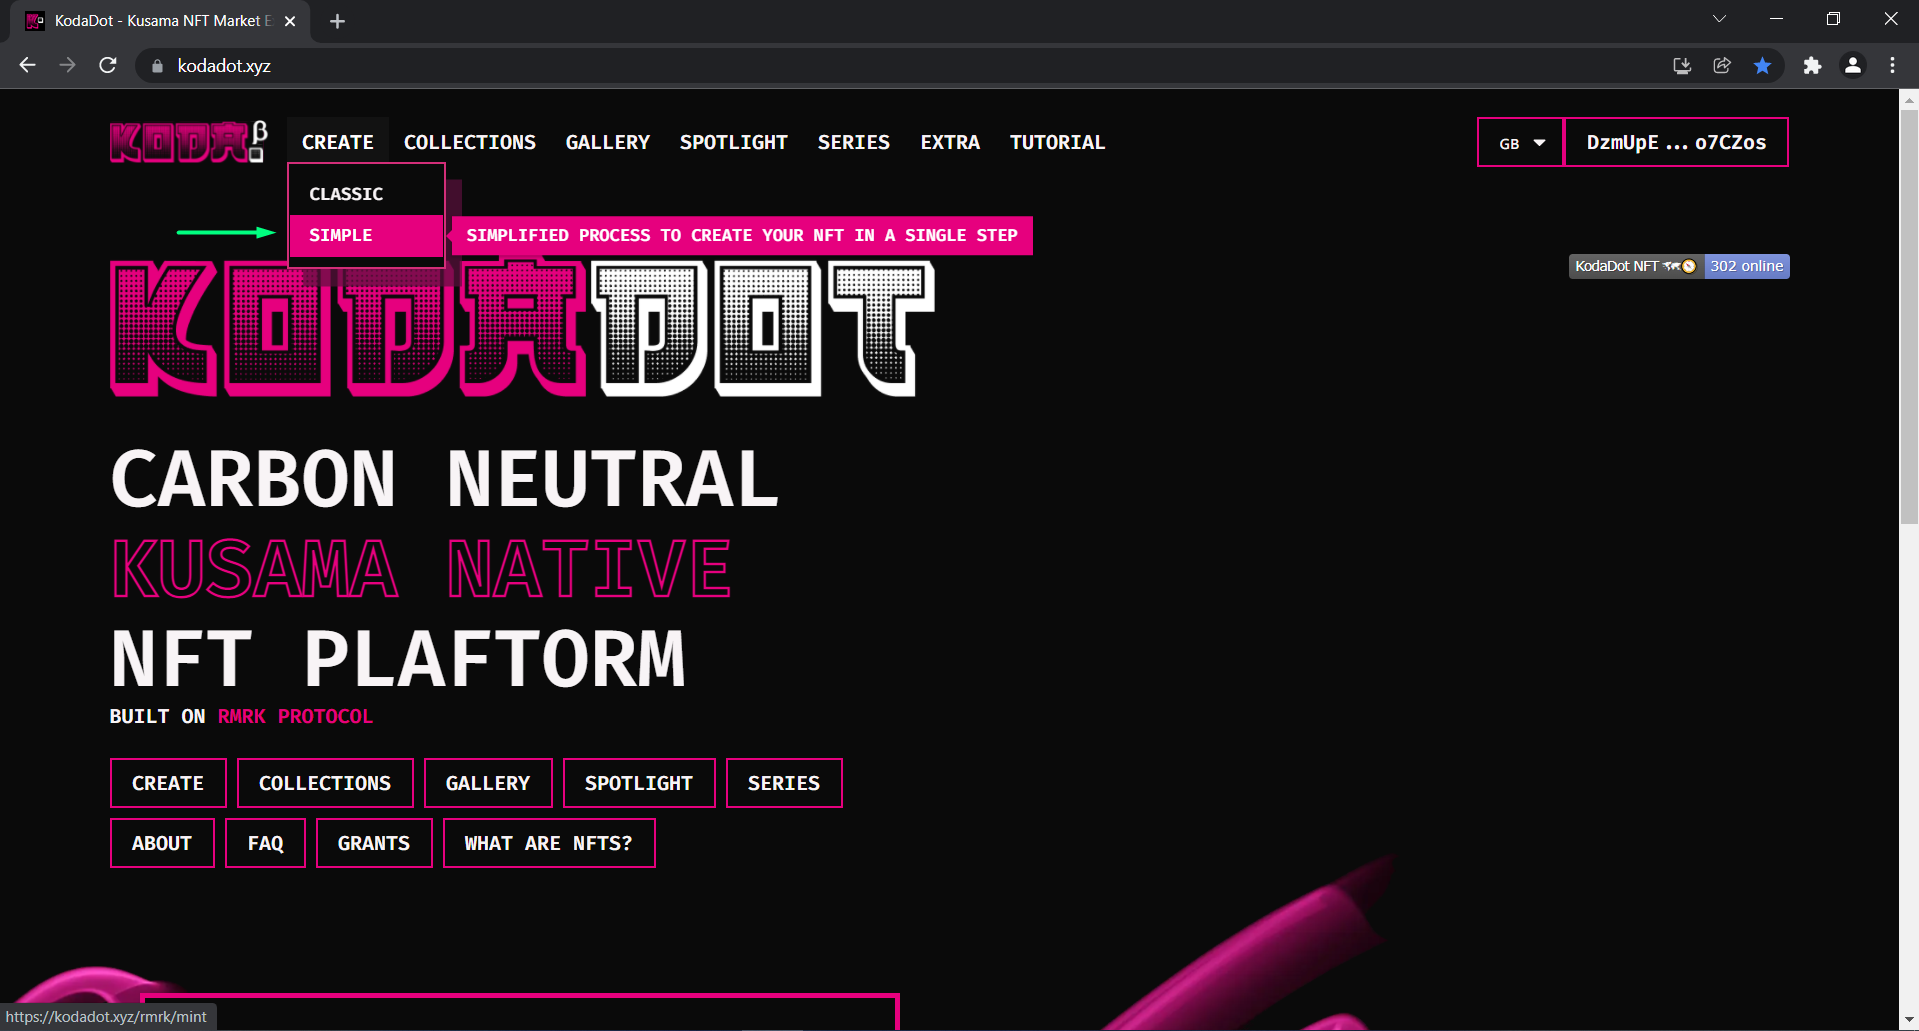 KodaDot - Kusama NFT Market E
kodadot.xyz
KODA β
CREATE COLLECTIONS GALLERY SPOTLIGHT SERIES EXTRA TUTORIAL
GB DzmUpE ... o7CZos
CLASSIC
SIMPLE
SIMPLIFIED PROCESS TO CREATE YOUR NFT IN A SINGLE STEP
KodaDot NFT 302 online
KODADOT
CARBON NEUTRAL
KUSAMA NATIVE
NFT PLAFTORM
BUILT ON RMRK PROTOCOL
CREATE COLLECTIONS GALLERY SPOTLIGHT SERIES
ABOUT FAQ GRANTS WHAT ARE NFTS?
https://kodadot.xyz/rmrk/mint